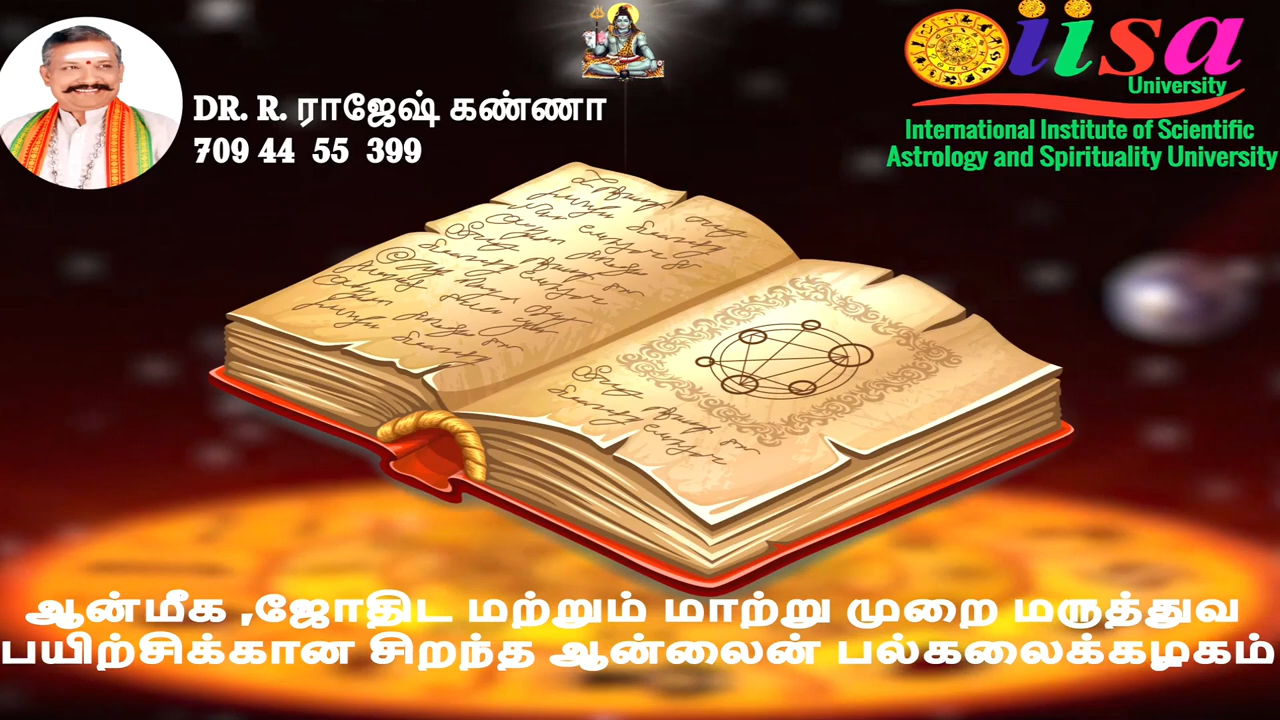 DR. R. ராஜேஷ் கண்ணா
709 44 55 399
iisa
University
International Institute of Scientific
Astrology and Spirituality University
ஆன்மீக ,ஜோதிட மற்றும் மாற்று முறை மருத்துவ
பயிற்சிக்கான சிறந்த ஆன்லைன் பல்கலைக்கழகம்